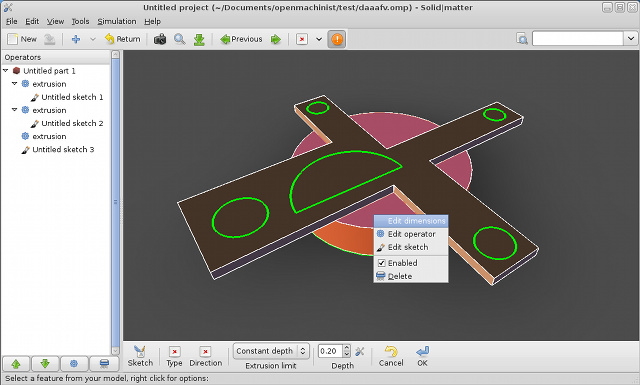 Untitled project (~/Documents/openmachinist/test/daaafv.omp) - Solid|matter
File Edit View Tools Simulation Help
New Return Previous
Operators
Untitled part 1
extrusion
Untitled sketch 1
extrusion
Untitled sketch 2
extrusion
Untitled sketch 3
Edit dimensions
Edit operator
Edit sketch
Enabled
Delete
Constant depth 0.20
Sketch Type Direction Extrusion limit Depth Cancel OK
Select a feature from your model, right click for options: